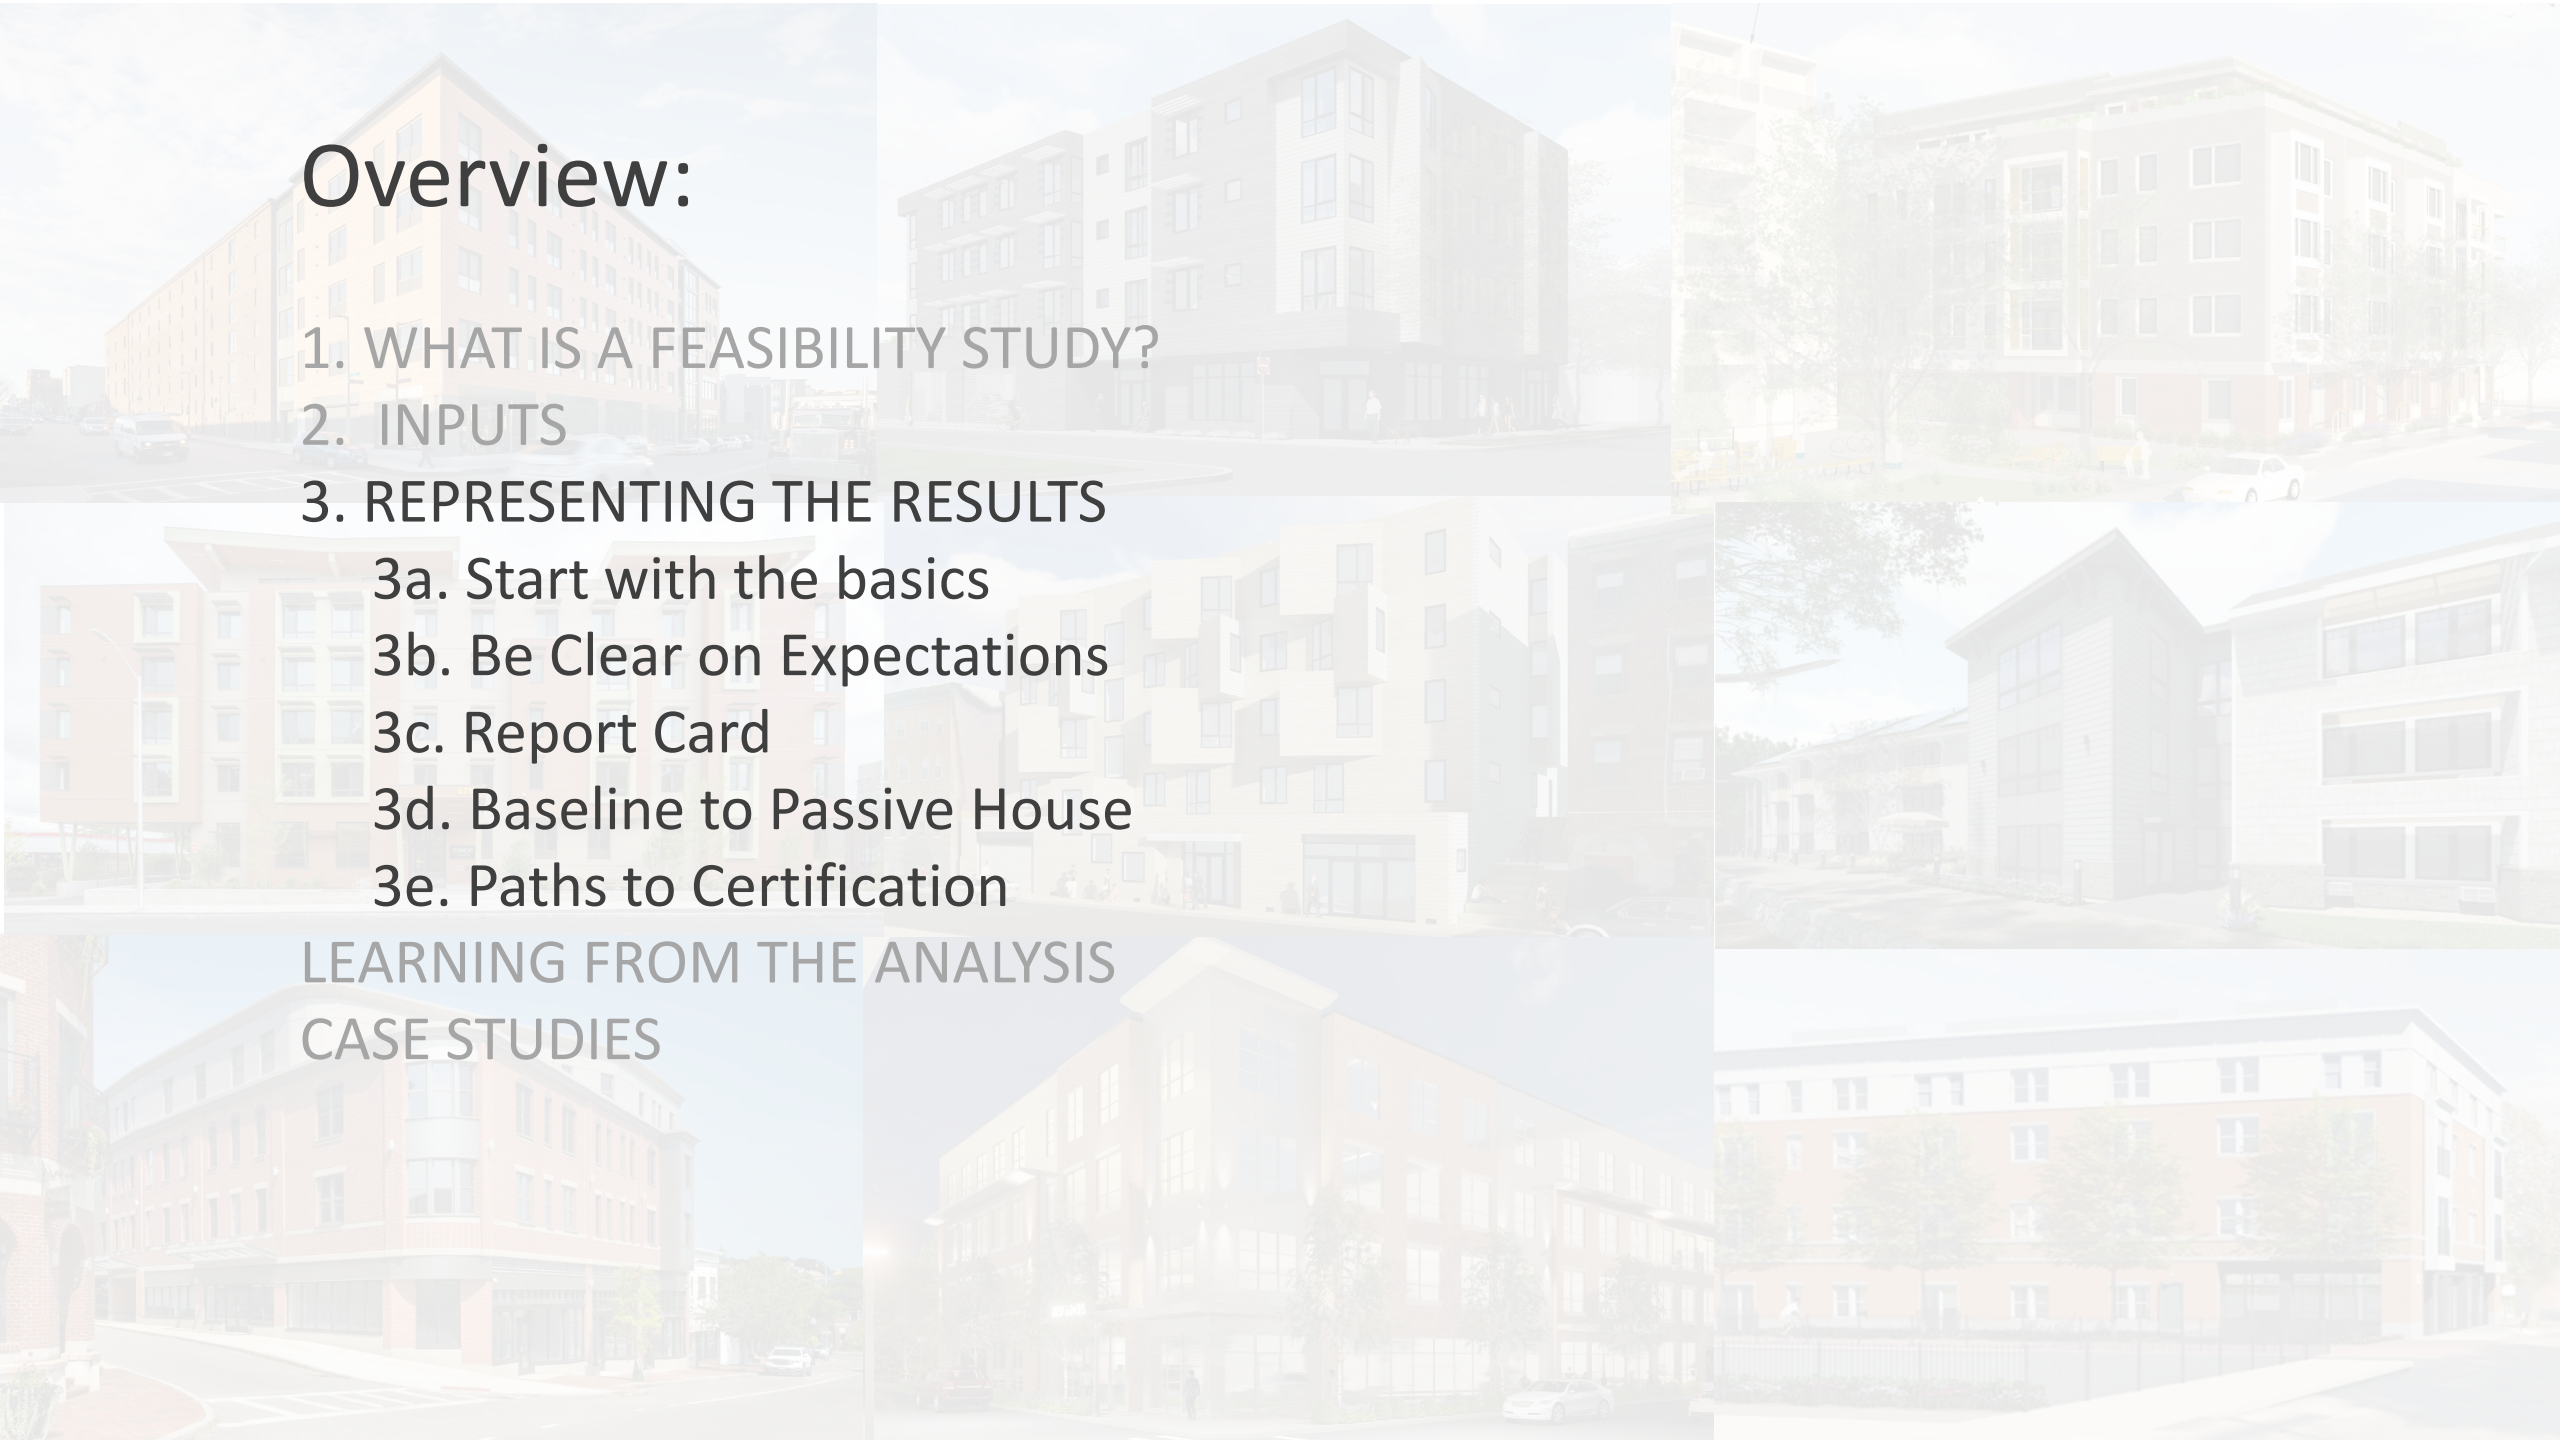 Overview:
1. WHAT IS A FEASIBILITY STUDY?
2. INPUTS
3. REPRESENTING THE RESULTS
3a. Start with the basics
3b. Be Clear on Expectations
3c. Report Card
3d. Baseline to Passive House
3e. Paths to Certification
LEARNING FROM THE ANALYSIS
CASE STUDIES